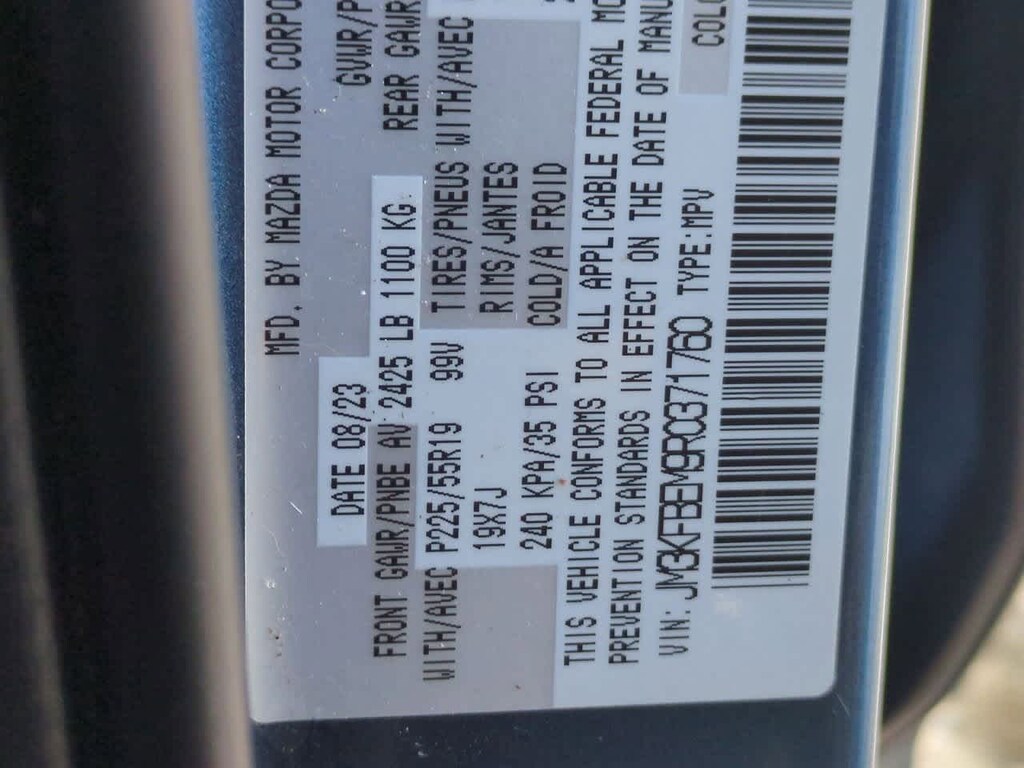 MFD. BY MAZDA MOTOR CORPO
DATE 08/23 GVWR/P
FRONT GAWR/PNBE AV 2425 LB 1100 KG REAR GAWR
WITH/AVEC P225/55R19 99V TIRES/PNEUS WITH/AVEC
19X7J RIMS/JANTES
240 KPA/35 PSI COLD/A FROID
THIS VEHICLE CONFORMS TO ALL APPLICABLE FEDERAL MO
PREVENTION STANDARDS IN EFFECT ON THE DATE OF MANU
VIN: JM3KFBEM9R0371760 TYPE:MPV COLO